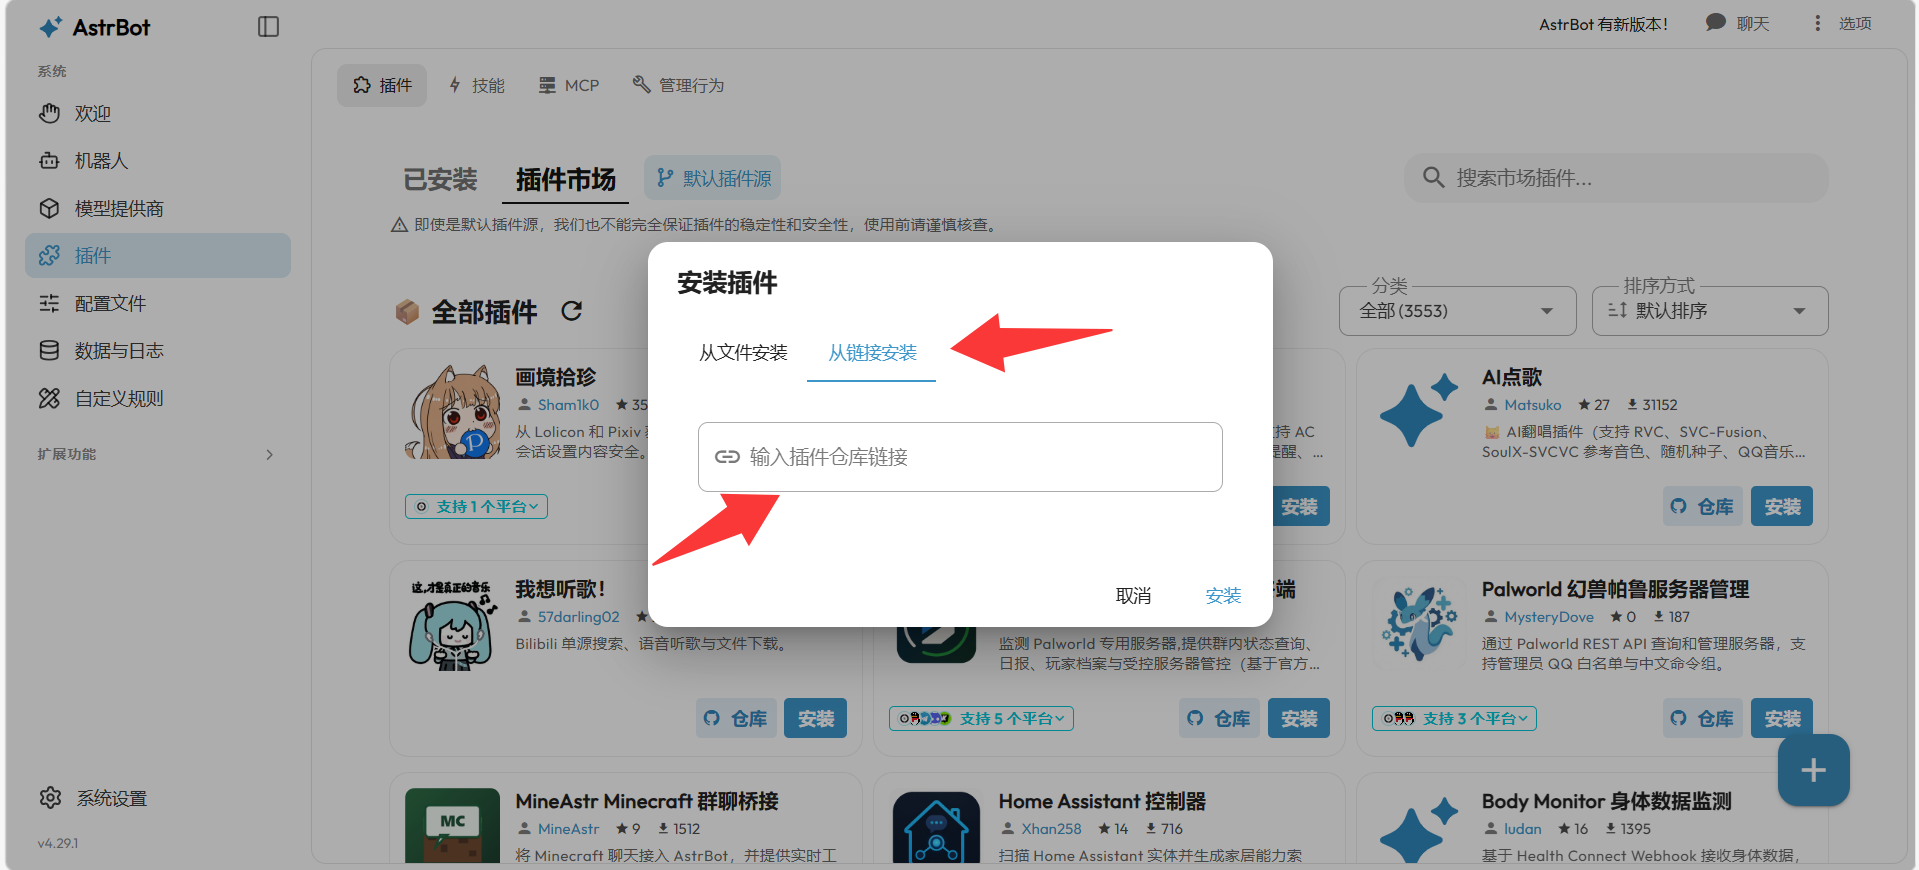 AstrBot
AstrBot 有新版本！
聊天
选项
系统
欢迎
机器人
模型提供商
插件
配置文件
数据与日志
自定义规则
扩展功能
系统设置
v4.29.1
插件
技能
MCP
管理行为
已安装
插件市场
默认插件源
搜索市场插件...
即使是默认插件源，我们也不能完全保证插件的稳定性和安全性，使用前请谨慎核查。
全部插件
分类
全部 (3553)
排序方式
默认排序
安装插件
从文件安装
从链接安装
输入插件仓库链接
取消
安装
画境拾珍
Sham1k0 35
从 Lolicon 和 Pixiv
会话设置内容安全。
支持 1 个平台
持 AC
提醒、...
安装
AI点歌
Matsuko 27 31152
AI翻唱插件（支持 RVC、SVC-Fusion、
SoulX-SVCVC 参考音色、随机种子、QQ音乐...
仓库
安装
这,才是真正的音乐
我想听歌！
57darling02
Bilibili 单源搜索、语音听歌与文件下载。
仓库
安装
端
监测 Palworld 专用服务器,提供群内状态查询、
日报、玩家档案与受控服务器管控（基于官方...
支持 5 个平台
仓库
安装
Palworld 幻兽帕鲁服务器管理
MysteryDove 0 187
通过 Palworld REST API 查询和管理服务器，支
持管理员 QQ 白名单与中文命令组。
支持 3 个平台
仓库
安装
MC
MineAstr Minecraft 群聊桥接
MineAstr 9 1512
将 Minecraft 聊天接入 AstrBot，并提供实时工
Home Assistant 控制器
Xhan258 14 716
扫描 Home Assistant 实体并生成家居能力索
Body Monitor 身体数据监测
ludan 16 1395
基于 Health Connect Webhook 接收身体数据，